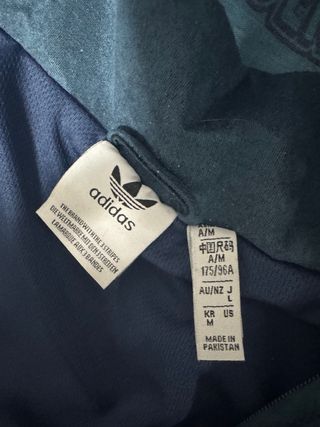 adidas
THE BRAND WITH THE 3 STRIPES
DIE WELTMARKE MIT DEN 3 STREIFEN
LA MARQUE AUX 3 BANDES
A/M
中国尺码
A/M
175/96A
AU/NZ J
L
KR US
M
MADE IN
PAKISTAN